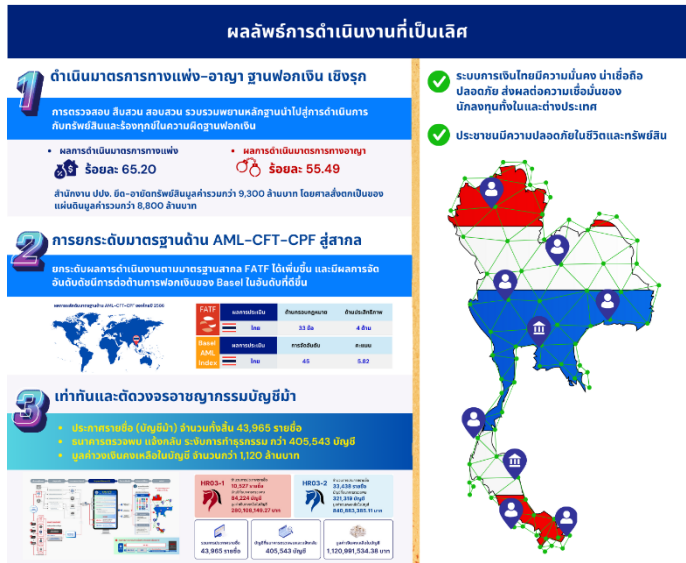 ผลลัพธ์การดำเนินงานที่เป็นเลิศ
1 ดำเนินมาตรการทางแพ่ง-อาญา ฐานฟอกเงิน เชิงรุก
การตรวจสอบ สืบสวน สอบสวน รวบรวมพยานหลักฐานนำไปสู่การดำเนินการ
กับทรัพย์สินและร้องทุกข์ในความผิดฐานฟอกเงิน
• ผลการดำเนินมาตรการทางแพ่ง
ร้อยละ 65.20
• ผลการดำเนินมาตรการทางอาญา
ร้อยละ 55.49
สำนักงาน ปปง. ยึด-อายัดทรัพย์สินมูลค่ารวมกว่า 9,300 ล้านบาท โดยศาลสั่งตกเป็นของ
แผ่นดินมูลค่ารวมกว่า 8,800 ล้านบาท
2 การยกระดับมาตรฐานด้าน AML-CFT-CPF สู่สากล
ยกระดับผลการดำเนินงานตามมาตรฐานสากล FATF ได้เพิ่มขึ้น และมีผลการจัด
อันดับดัชนีการต่อต้านการฟอกเงินของ Basel ในอันดับที่ดีขึ้น
FATF ผลการประเมิน ด้านกรอบกฎหมาย ด้านประสิทธิภาพ
ไทย 33 ข้อ 4 ด้าน
Basel AML Index ผลการประเมิน การจัดอันดับ คะแนน
ไทย 45 5.82
3 เท่าทันและตัดวงจรอาชญากรรมบัญชีม้า
• ประกาศรายชื่อ (บัญชีม้า) จำนวนทั้งสิ้น 43,965 รายชื่อ
• ธนาคารตรวจพบ แจ้งกลับ ระงับการทำธุรกรรม กว่า 405,543 บัญชี
• มูลค่าวงเงินคงเหลือในบัญชี จำนวนกว่า 1,120 ล้านบาท
HR03-1
10,527 รายชื่อ
84,224 บัญชี
HR03-2
33,438 รายชื่อ
321,319 บัญชี
43,965 รายชื่อ
405,543 บัญชี
1,120,991,534.38 บาท
ระบบการเงินไทยมีความมั่นคง น่าเชื่อถือ
ปลอดภัย ส่งผลต่อความเชื่อมั่นของ
นักลงทุนทั้งในและต่างประเทศ
ประชาชนมีความปลอดภัยในชีวิตและทรัพย์สิน